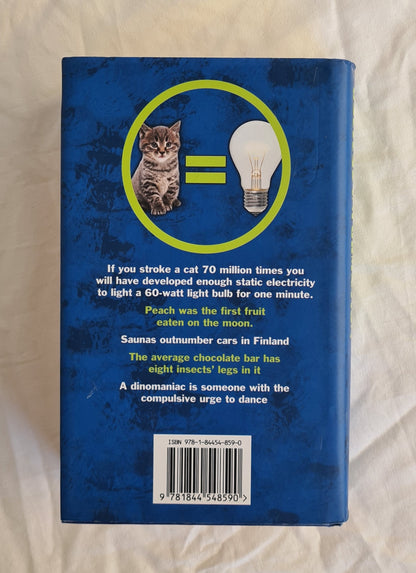 If you stroke a cat 70 million times you
will have developed enough static electricity
to light a 60-watt light bulb for one minute.
Peach was the first fruit
eaten on the moon.
Saunas outnumber cars in Finland
The average chocolate bar has
eight insects' legs in it
A dinomaniac is someone with the
compulsive urge to dance
ISBN 978-1-84454-859-0
9 781844 548590 >